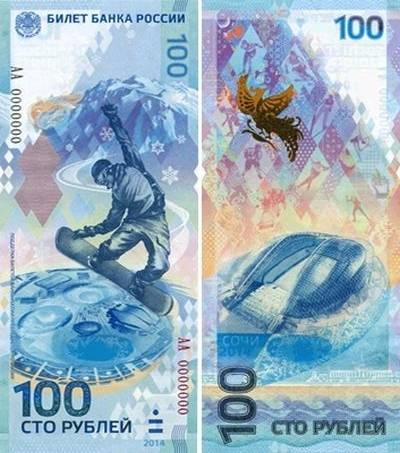 БИЛЕТ БАНКА РОССИИ
100
АА 0000000
АА 0000000
100
СТО РУБЛЕЙ
2014
100
СОЧИ
2014
100
СТО РУБЛЕЙ